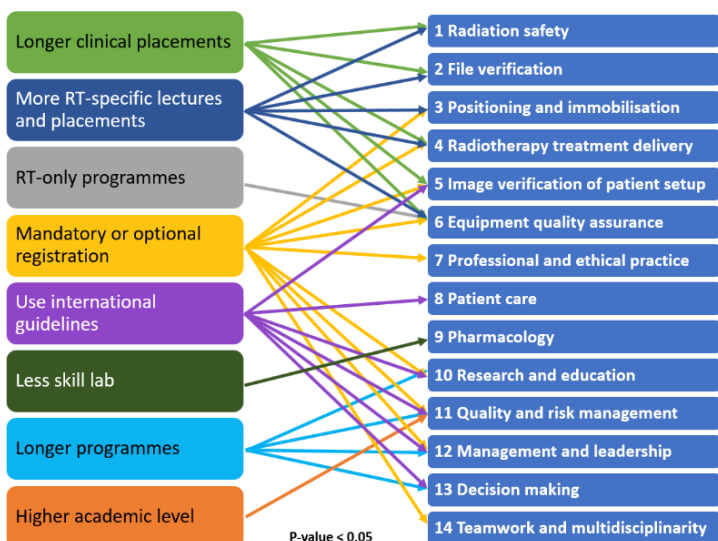 Longer clinical placements
More RT-specific lectures
and placements
RT-only programmes
Mandatory or optional
registration
Use international
guidelines
Less skill lab
Longer programmes
Higher academic level
1 Radiation safety
2 File verification
3 Positioning and immobilisation
4 Radiotherapy treatment delivery
5 Image verification of patient setup
6 Equipment quality assurance
7 Professional and ethical practice
8 Patient care
9 Pharmacology
10 Research and education
11 Quality and risk management
12 Management and leadership
13 Decision making
14 Teamwork and multidisciplinarity
P-value < 0.05